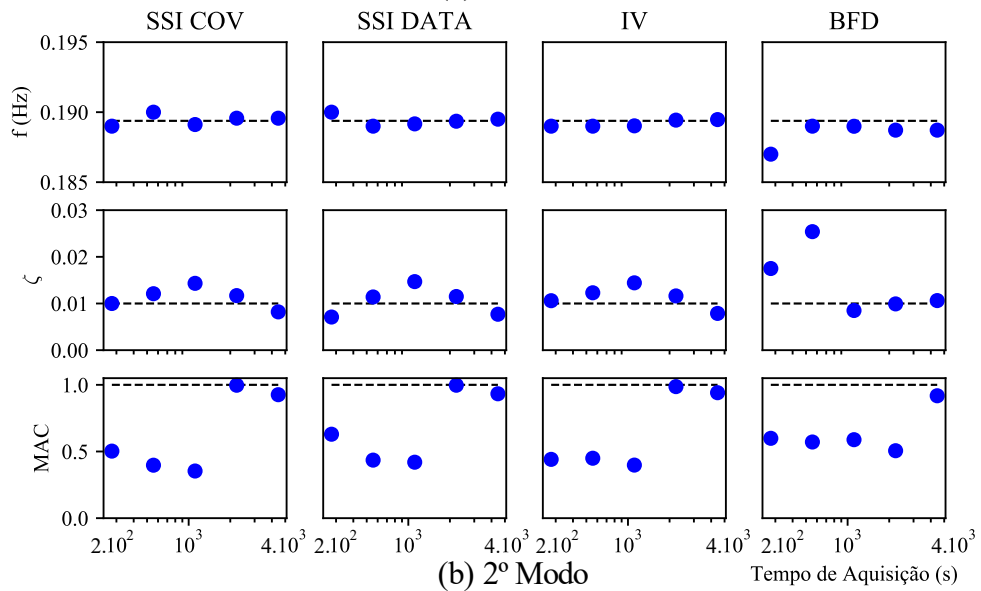 SSI COV SSI DATA IV BFD
0.195
0.190
0.185
f (Hz)
0.03
0.02
0.01
0.00
ζ
1.0
0.5
0.0
MAC
2.10² 10³ 4.10³ 2.10² 10³ 4.10³ 2.10² 10³ 4.10³ 2.10² 10³ 4.10³
(b) 2º Modo
Tempo de Aquisição (s)